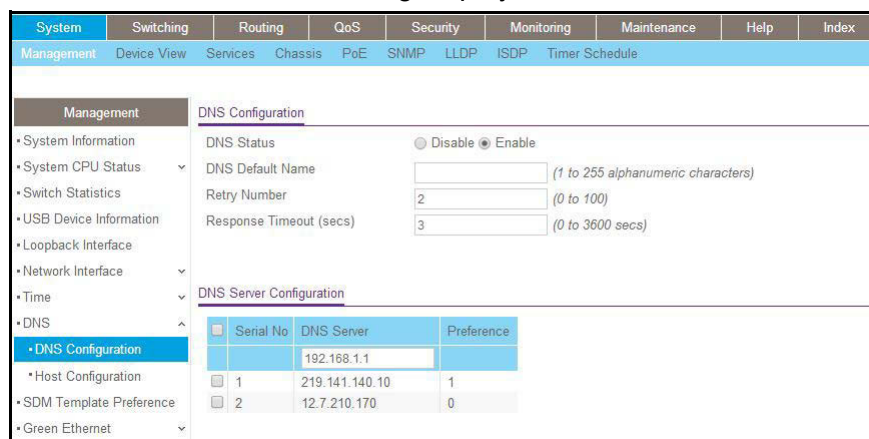 System Switching Routing QoS Security Monitoring Maintenance Help Index
Management Device View Services Chassis PoE SNMP LLDP ISDP Timer Schedule
Management
System Information
System CPU Status
Switch Statistics
USB Device Information
Loopback Interface
Network Interface
Time
DNS
DNS Configuration
Host Configuration
SDM Template Preference
Green Ethernet
DNS Configuration
DNS Status Disable Enable
DNS Default Name (1 to 255 alphanumeric characters)
Retry Number 2 (0 to 100)
Response Timeout (secs) 3 (0 to 3600 secs)
DNS Server Configuration
Serial No DNS Server Preference
192.168.1.1
1 219.141.140.10 1
2 12.7.210.170 0